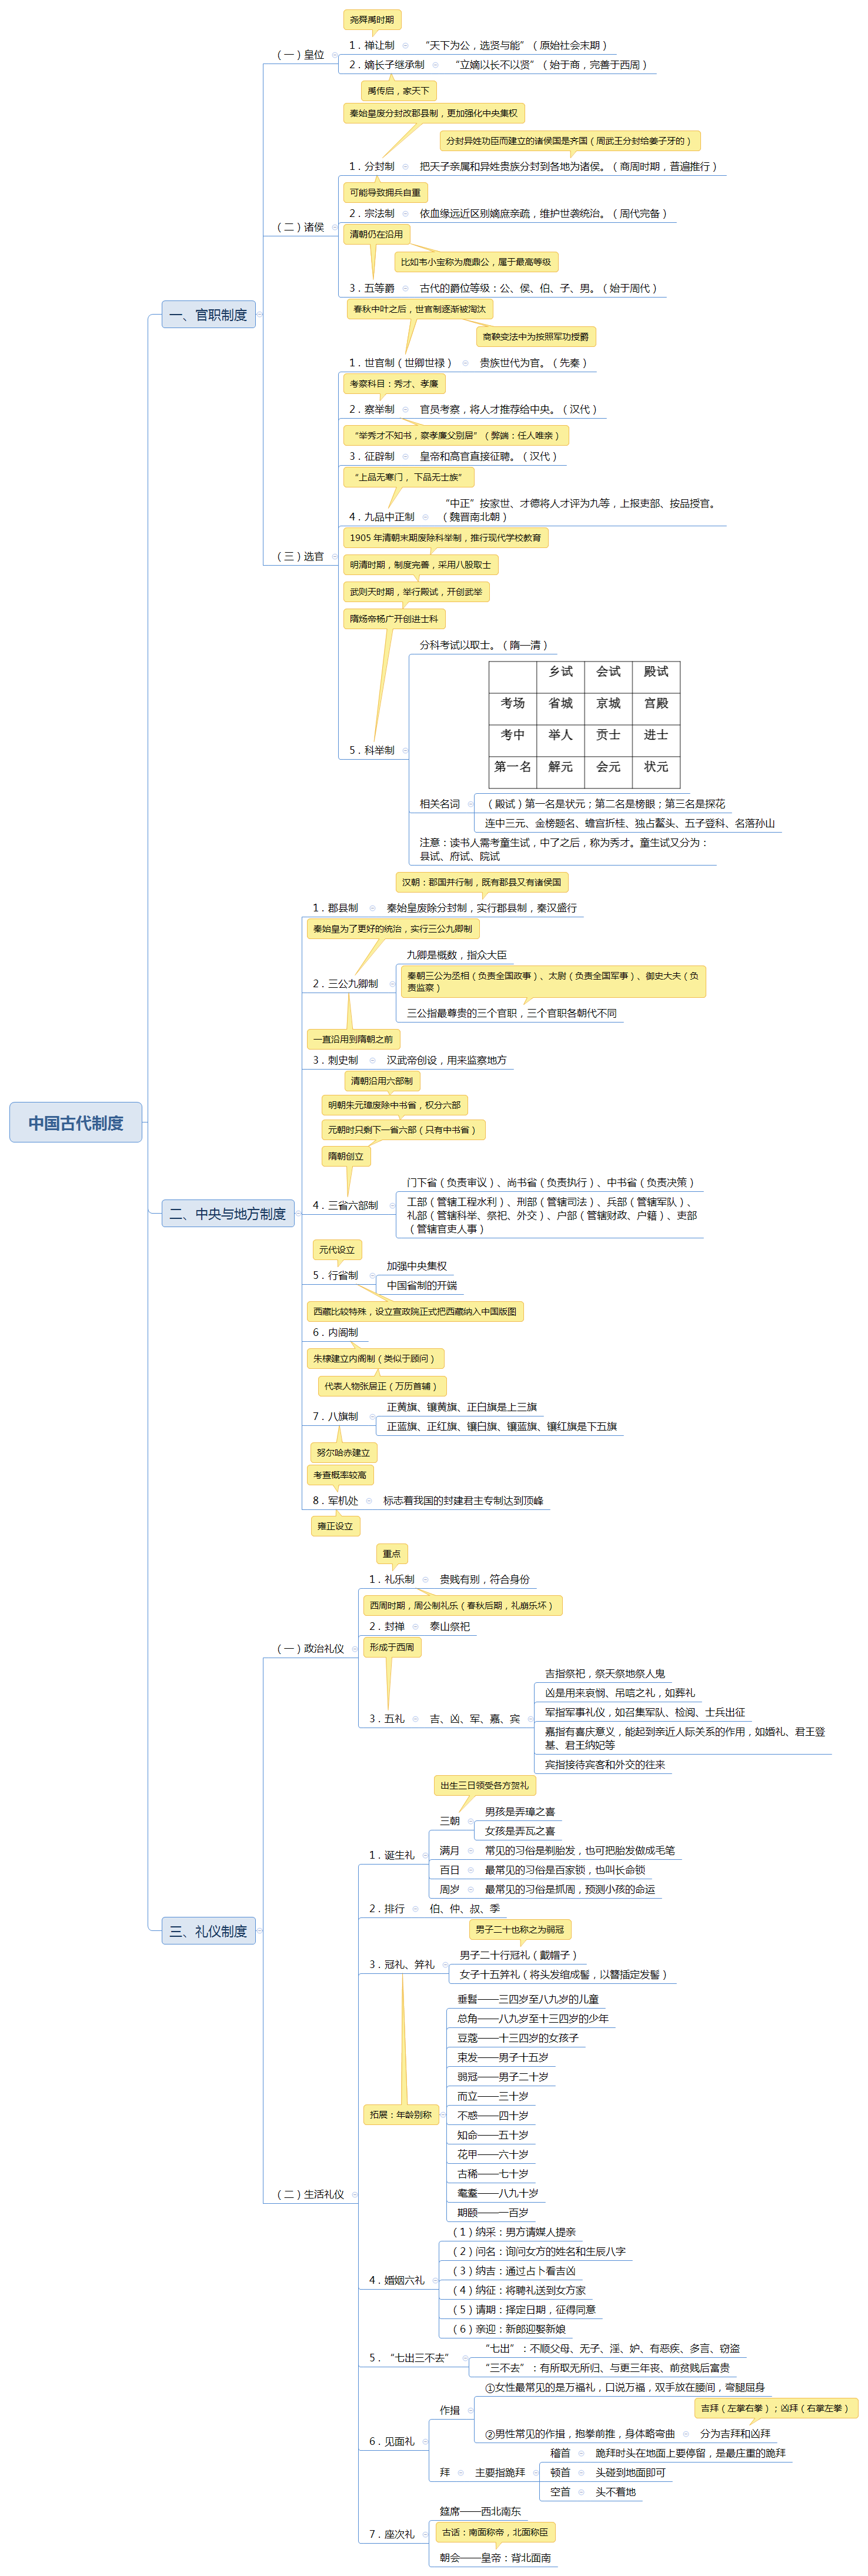 中国古代制度
一、官职制度
（一）皇位
尧舜禹时期
1．禅让制
“天下为公，选贤与能”（原始社会末期）
2．嫡长子继承制
“立嫡以长不以贤”（始于商，完善于西周）
禹传启，家天下
（二）诸侯
秦始皇废分封改郡县制，更加强化中央集权
分封异姓功臣而建立的诸侯国是齐国（周武王分封给姜子牙的）
1．分封制
把天子亲属和异姓贵族分封到各地为诸侯。（商周时期，普遍推行）
可能导致拥兵自重
2．宗法制
依血缘远近区别嫡庶亲疏，维护世袭统治。（周代完备）
清朝仍在沿用
比如韦小宝称为鹿鼎公，属于最高等级
3．五等爵
古代的爵位等级：公、侯、伯、子、男。（始于周代）
（三）选官
春秋中叶之后，世官制逐渐被淘汰
商鞅变法中为按照军功授爵
1．世官制（世卿世禄）
贵族世代为官。（先秦）
考察科目：秀才、孝廉
2．察举制
官员考察，将人才推荐给中央。（汉代）
“举秀才不知书，察孝廉父别居”（弊端：任人唯亲）
3．征辟制
皇帝和高官直接征聘。（汉代）
“上品无寒门， 下品无士族”
4．九品中正制
“中正”按家世、才德将人才评为九等，上报吏部、按品授官。
（魏晋南北朝）
1905 年清朝末期废除科举制，推行现代学校教育
明清时期，制度完善，采用八股取士
武则天时期，举行殿试，开创武举
隋炀帝杨广开创进士科
5．科举制
分科考试以取士。（隋—清）
乡试 会试 殿试
考场 省城 京城 宫殿
考中 举人 贡士 进士
第一名 解元 会元 状元
相关名词
（殿试）第一名是状元；第二名是榜眼；第三名是探花
连中三元、金榜题名、蟾宫折桂、独占鳌头、五子登科、名落孙山
注意：读书人需考童生试，中了之后，称为秀才。童生试又分为：
县试、府试、院试
二、中央与地方制度
汉朝：郡国并行制，既有郡县又有诸侯国
1．郡县制
秦始皇废除分封制，实行郡县制，秦汉盛行
秦始皇为了更好的统治，实行三公九卿制
2．三公九卿制
九卿是概数，指众大臣
秦朝三公为丞相（负责全国政事）、太尉（负责全国军事）、御史大夫（负
责监察）
三公指最尊贵的三个官职，三个官职各朝代不同
一直沿用到隋朝之前
3．刺史制
汉武帝创设，用来监察地方
清朝沿用六部制
明朝朱元璋废除中书省，权分六部
元朝时只剩下一省六部（只有中书省）
隋朝创立
4．三省六部制
门下省（负责审议）、尚书省（负责执行）、中书省（负责决策）
工部（管辖工程水利）、刑部（管辖司法）、兵部（管辖军队）、
礼部（管辖科举、祭祀、外交）、户部（管辖财政、户籍）、吏部
（管辖官吏人事）
元代设立
5．行省制
加强中央集权
中国省制的开端
西藏比较特殊，设立宣政院正式把西藏纳入中国版图
6．内阁制
朱棣建立内阁制（类似于顾问）
代表人物张居正（万历首辅）
7．八旗制
正黄旗、镶黄旗、正白旗是上三旗
正蓝旗、正红旗、镶白旗、镶蓝旗、镶红旗是下五旗
努尔哈赤建立
考查概率较高
8．军机处
标志着我国的封建君主专制达到顶峰
雍正设立
三、礼仪制度
（一）政治礼仪
重点
1．礼乐制
贵贱有别，符合身份
西周时期，周公制礼乐（春秋后期，礼崩乐坏）
2．封禅
泰山祭祀
形成于西周
3．五礼
吉、凶、军、嘉、宾
吉指祭祀，祭天祭地祭人鬼
凶是用来哀悯、吊唁之礼，如葬礼
军指军事礼仪，如召集军队、检阅、士兵出征
嘉指有喜庆意义，能起到亲近人际关系的作用，如婚礼、君王登
基、君王纳妃等
宾指接待宾客和外交的往来
（二）生活礼仪
1．诞生礼
出生三日领受各方贺礼
三朝
男孩是弄璋之喜
女孩是弄瓦之喜
满月
常见的习俗是剃胎发，也可把胎发做成毛笔
百日
最常见的习俗是百家锁，也叫长命锁
周岁
最常见的习俗是抓周，预测小孩的命运
2．排行
伯、仲、叔、季
男子二十也称之为弱冠
3．冠礼、笄礼
男子二十行冠礼（戴帽子）
女子十五笄礼（将头发绾成髻，以簪插定发髻）
拓展：年龄别称
垂髫——三四岁至八九岁的儿童
总角——八九岁至十三四岁的少年
豆蔻——十三四岁的女孩子
束发——男子十五岁
弱冠——男子二十岁
而立——三十岁
不惑——四十岁
知命——五十岁
花甲——六十岁
古稀——七十岁
耄耋——八九十岁
期颐——一百岁
4．婚姻六礼
（1）纳采：男方请媒人提亲
（2）问名：询问女方的姓名和生辰八字
（3）纳吉：通过占卜看吉凶
（4）纳征：将聘礼送到女方家
（5）请期：择定日期，征得同意
（6）亲迎：新郎迎娶新娘
5．“七出三不去”
“七出”：不顺父母、无子、淫、妒、有恶疾、多言、窃盗
“三不去”：有所取无所归、与更三年丧、前贫贱后富贵
6．见面礼
作揖
①女性最常见的是万福礼，口说万福，双手放在腰间，弯腿屈身
吉拜（左掌右拳）；凶拜（右掌左拳）
②男性常见的作揖，抱拳前推，身体略弯曲
分为吉拜和凶拜
拜
主要指跪拜
稽首
跪拜时头在地面上要停留，是最庄重的跪拜
顿首
头碰到地面即可
空首
头不着地
7．座次礼
筵席——西北南东
古话：南面称帝，北面称臣
朝会——皇帝：背北面南